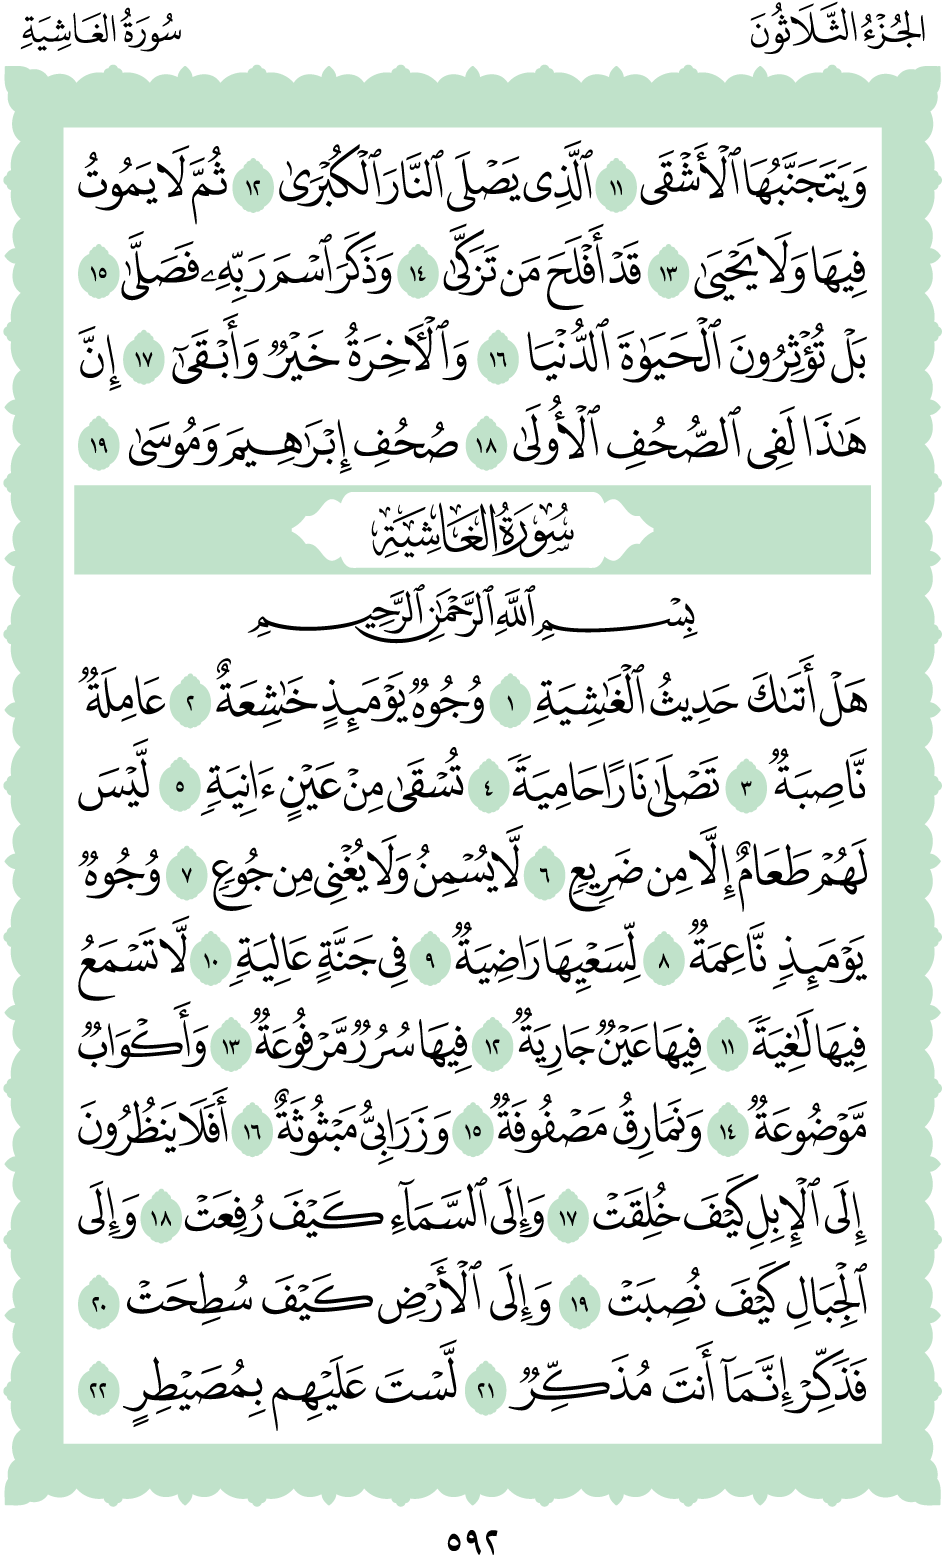 الجُزْءُ الثَّلَاثُونَ
سُورَةُ الغَاشِيَةِ
وَيَتَجَنَّبُهَا ٱلْأَشْقَى ١١ ٱلَّذِى يَصْلَى ٱلنَّارَ ٱلْكُبْرَىٰ ١٢ ثُمَّ لَا يَمُوتُ
فِيهَا وَلَا يَحْيَىٰ ١٣ قَدْ أَفْلَحَ مَن تَزَكَّىٰ ١٤ وَذَكَرَ ٱسْمَ رَبِّهِۦ فَصَلَّىٰ ١٥
بَلْ تُؤْثِرُونَ ٱلْحَيَوٰةَ ٱلدُّنْيَا ١٦ وَٱلْـَٔاخِرَةُ خَيْرٌ وَأَبْقَىٰٓ ١٧ إِنَّ
هَـٰذَا لَفِى ٱلصُّحُفِ ٱلْأُولَىٰ ١٨ صُحُفِ إِبْرَٰهِيمَ وَمُوسَىٰ ١٩
سُورَةُ الغَاشِيَةِ
بِسْمِ ٱللَّهِ ٱلرَّحْمَـٰنِ ٱلرَّحِيمِ
هَلْ أَتَىٰكَ حَدِيثُ ٱلْغَـٰشِيَةِ ١ وُجُوهٌ يَوْمَئِذٍ خَـٰشِعَةٌ ٢ عَامِلَةٌ
نَّاصِبَةٌ ٣ تَصْلَىٰ نَارًا حَامِيَةً ٤ تُسْقَىٰ مِنْ عَيْنٍ ءَانِيَةٍ ٥ لَّيْسَ
لَهُمْ طَعَامٌ إِلَّا مِن ضَرِيعٍ ٦ لَّا يُسْمِنُ وَلَا يُغْنِى مِن جُوعٍ ٧ وُجُوهٌ
يَوْمَئِذٍ نَّاعِمَةٌ ٨ لِّسَعْيِهَا رَاضِيَةٌ ٩ فِى جَنَّةٍ عَالِيَةٍ ١٠ لَّا تَسْمَعُ
فِيهَا لَـٰغِيَةً ١١ فِيهَا عَيْنٌ جَارِيَةٌ ١٢ فِيهَا سُرُرٌ مَّرْفُوعَةٌ ١٣ وَأَكْوَابٌ
مَّوْضُوعَةٌ ١٤ وَنَمَارِقُ مَصْفُوفَةٌ ١٥ وَزَرَابِىُّ مَبْثُوثَةٌ ١٦ أَفَلَا يَنظُرُونَ
إِلَى ٱلْإِبِلِ كَيْفَ خُلِقَتْ ١٧ وَإِلَى ٱلسَّمَآءِ كَيْفَ رُفِعَتْ ١٨ وَإِلَى
ٱلْجِبَالِ كَيْفَ نُصِبَتْ ١٩ وَإِلَى ٱلْأَرْضِ كَيْفَ سُطِحَتْ ٢٠
فَذَكِّرْ إِنَّمَآ أَنتَ مُذَكِّرٌ ٢١ لَّسْتَ عَلَيْهِم بِمُصَيْطِرٍ ٢٢
٥٩٢